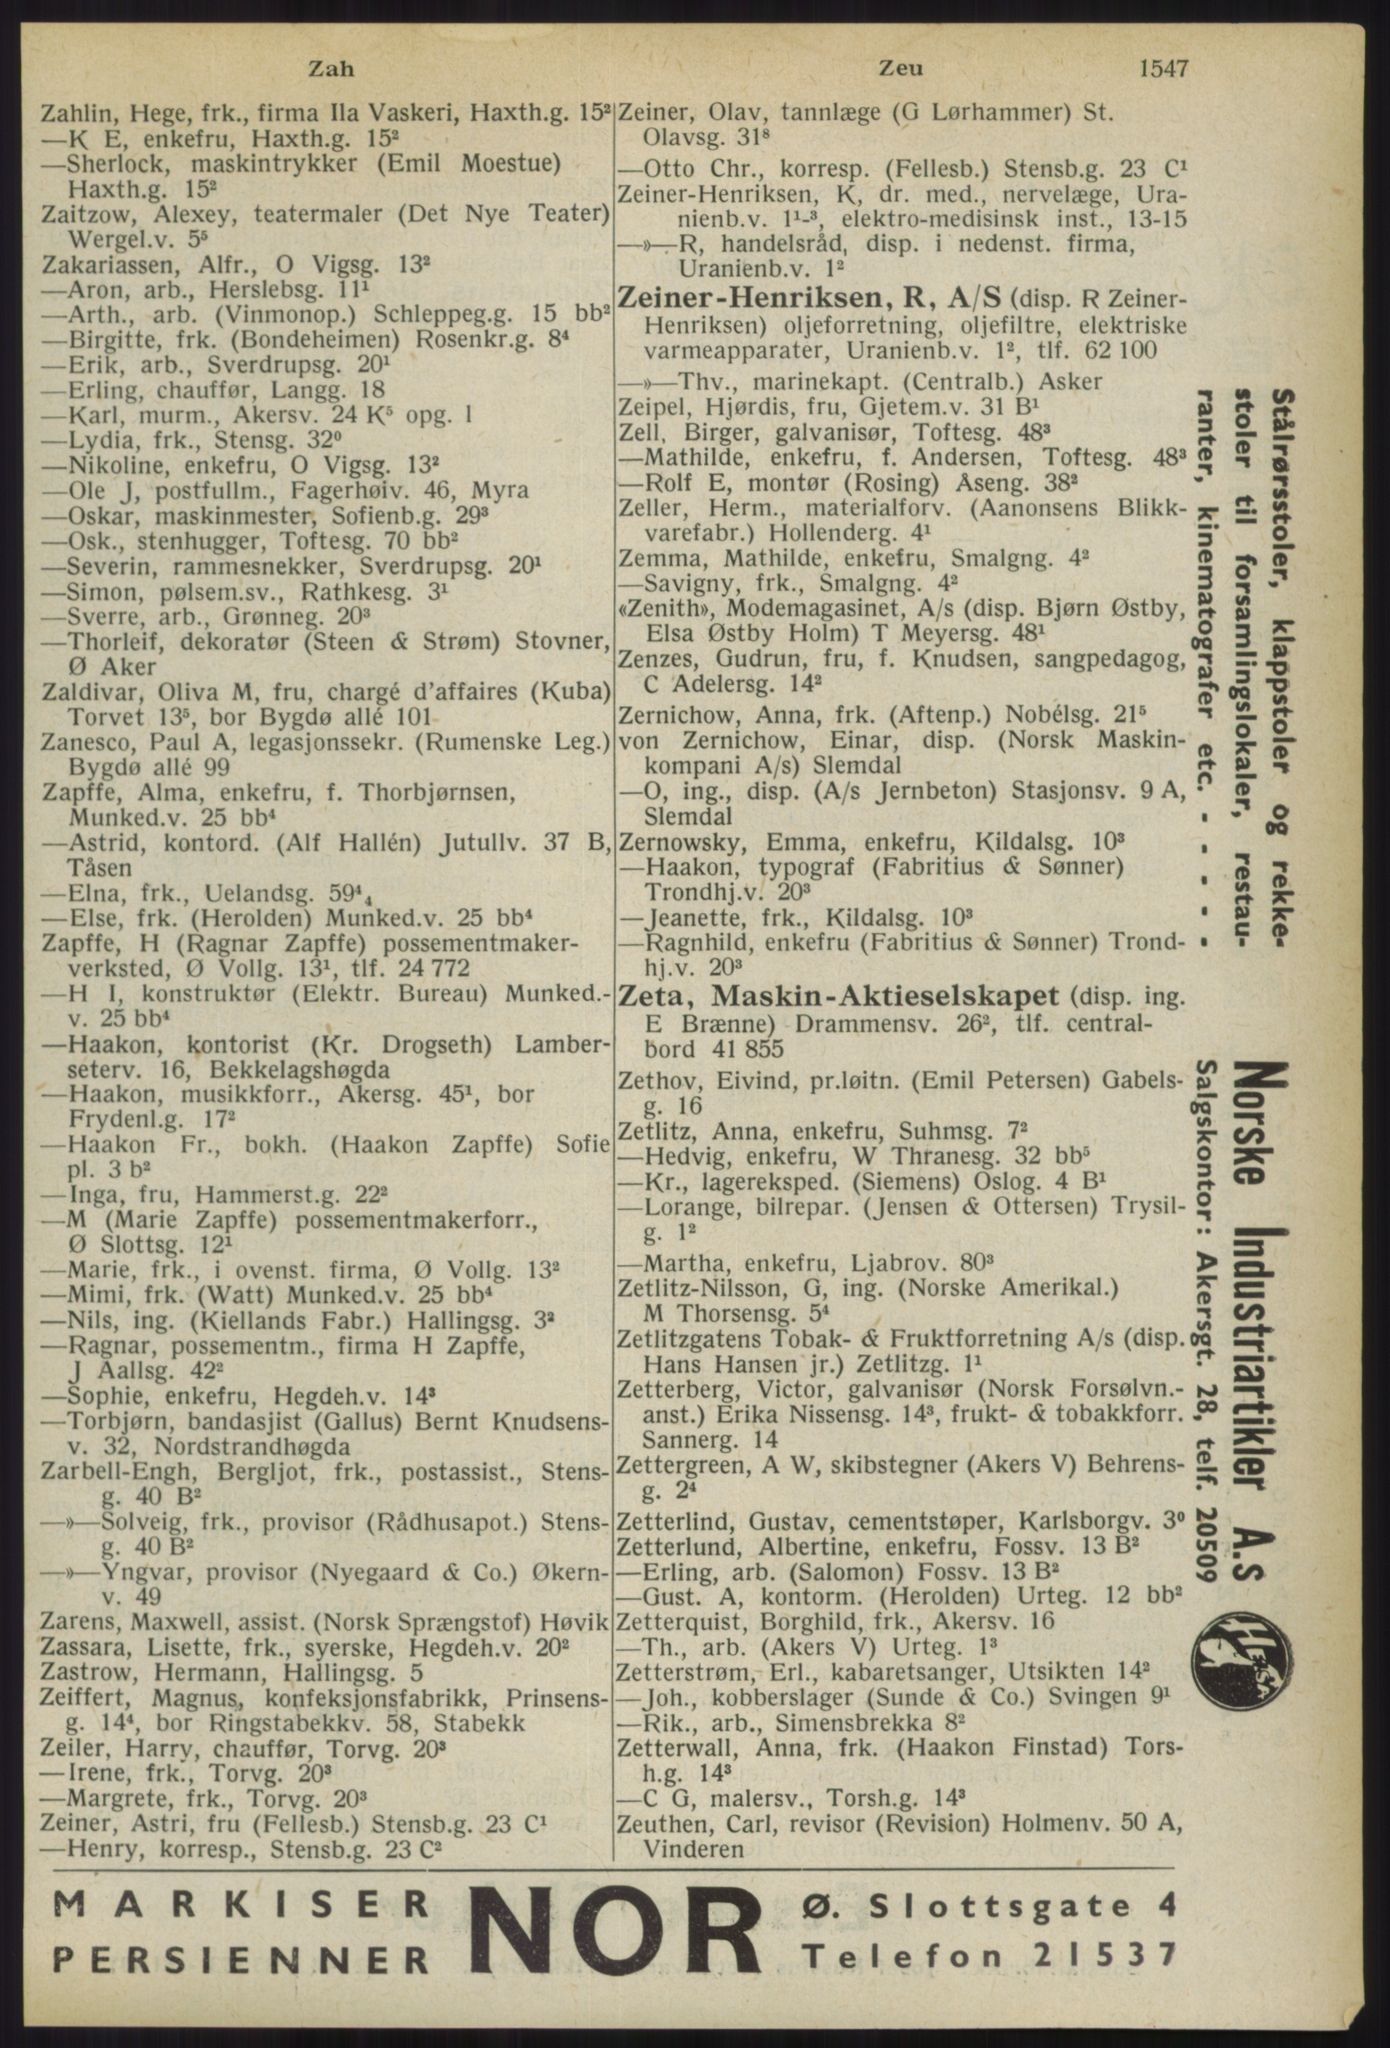 Zah
Zeu
1547
Zahlin, Hege, frk., firma Ila Vaskeri, Haxth.g. 15²
—K E, enkefru, Haxth.g. 15²
—Sherlock, maskintrykker (Emil Moestue)
Haxth.g. 15²
Zaitzow, Alexey, teatermaler (Det Nye Teater)
Wergel.v. 5⁵
Zakariassen, Alfr., O Vigsg. 13²
—Aron, arb., Herslebsg. 11¹
—Arth., arb. (Vinmonop.) Schleppeg.g. 15 bb²
—Birgitte, frk. (Bondeheimen) Rosenkr.g. 8⁴
—Erik, arb., Sverdrupsg. 20¹
—Erling, chauffør, Langg. 18
—Karl, murm., Akersv. 24 K⁵ opg. I
—Lydia, frk., Stensg. 32⁰
—Nikoline, enkefru, O Vigsg. 13²
—Ole J, postfullm., Fagerhøiv. 46, Myra
—Oskar, maskinmester, Sofienb.g. 29³
—Osk., stenhugger, Toftesg. 70 bb²
—Severin, rammesnekker, Sverdrupsg. 20¹
—Simon, pølsem.sv., Rathkesg. 3¹
—Sverre, arb., Grønneg. 20³
—Thorleif, dekoratør (Steen & Strøm) Stovner,
Ø Aker
Zaldivar, Oliva M, fru, chargé d'affaires (Kuba)
Torvet 13⁵, bor Bygdø allé 101
Zanesco, Paul A, legasjonssekr. (Rumenske Leg.)
Bygdø allé 99
Zapffe, Alma, enkefru, f. Thorbjørnsen,
Munked.v. 25 bb⁴
—Astrid, kontord. (Alf Hallén) Jutullv. 37 B,
Tåsen
—Elna, frk., Uelandsg. 59⁴₄
—Else, frk. (Herolden) Munked.v. 25 bb⁴
Zapffe, H (Ragnar Zapffe) possementmaker-
verksted, Ø Vollg. 13¹, tlf. 24 772
—H I, konstruktør (Elektr. Bureau) Munked.-
v. 25 bb⁴
—Haakon, kontorist (Kr. Drogseth) Lamber-
seterv. 16, Bekkelagshøgda
—Haakon, musikkforr., Akersg. 45¹, bor
Frydenl.g. 17²
—Haakon Fr., bokh. (Haakon Zapffe) Sofie
pl. 3 b²
—Inga, fru, Hammerst.g. 22²
—M (Marie Zapffe) possementmakerforr.,
Ø Slottsg. 12¹
—Marie, frk., i ovenst. firma, Ø Vollg. 13²
—Mimi, frk. (Watt) Munked.v. 25 bb⁴
—Nils, ing. (Kiellands Fabr.) Hallingsg. 3²
—Ragnar, possementm., firma H Zapffe,
J Aallsg. 42²
—Sophie, enkefru, Hegdeh.v. 14³
—Torbjørn, bandasjist (Gallus) Bernt Knudsens-
v. 32, Nordstrandhøgda
Zarbell-Engh, Bergljot, frk., postassist., Stens-
g. 40 B²
—»—Solveig, frk., provisor (Rådhusapot.) Stens-
g. 40 B²
—»—Yngvar, provisor (Nyegaard & Co.) Økern-
v. 49
Zarens, Maxwell, assist. (Norsk Sprængstof) Høvik
Zassara, Lisette, frk., syerske, Hegdeh.v. 20²
Zastrow, Hermann, Hallingsg. 5
Zeiffert, Magnus, konfeksjonsfabrikk, Prinsens-
g. 14⁴, bor Ringstabekkv. 58, Stabekk
Zeiler, Harry, chauffør, Torvg. 20³
—Irene, frk., Torvg. 20³
—Margrete, frk., Torvg. 20³
Zeiner, Astri, fru (Fellesb.) Stensb.g. 23 C¹
—Henry, korresp., Stensb.g. 23 C²
Zeiner, Olav, tannlæge (G Lørhammer) St.
Olavsg. 31⁸
—Otto Chr., korresp. (Fellesb.) Stensb.g. 23 C¹
Zeiner-Henriksen, K, dr. med., nervelæge, Ura-
nienb.v. 1¹-³, elektro-medisinsk inst., 13-15
—»—R, handelsråd, disp. i nedenst. firma,
Uranienb.v. 1²
Zeiner-Henriksen, R, A/S (disp. R Zeiner-
Henriksen) oljeforretning, oljefiltre, elektriske
varmeapparater, Uranienb.v. 1², tlf. 62 100
—»—Thv., marinekapt. (Centralb.) Asker
Zeipel, Hjørdis, fru, Gjetem.v. 31 B¹
Zell, Birger, galvanisør, Toftesg. 48³
—Mathilde, enkefru, f. Andersen, Toftesg. 48³
—Rolf E, montør (Rosing) Åseng. 38²
Zeller, Herm., materialforv. (Aanonsens Blikk-
varefabr.) Hollenderg. 4¹
Zemma, Mathilde, enkefru, Smalgng. 4²
—Savigny, frk., Smalgng. 4²
«Zenith», Modemagasinet, A/s (disp. Bjørn Østby,
Elsa Østby Holm) T Meyersg. 48¹
Zenzes, Gudrun, fru, f. Knudsen, sangpedagog,
C Adelersg. 14²
Zernichow, Anna, frk. (Aftenp.) Nobélsg. 21⁵
von Zernichow, Einar, disp. (Norsk Maskin-
kompani A/s) Slemdal
—O, ing., disp. (A/s Jernbeton) Stasjonsv. 9 A,
Slemdal
Zernowsky, Emma, enkefru, Kildalsg. 10³
—Haakon, typograf (Fabritius & Sønner)
Trondhj.v. 20³
—Jeanette, frk., Kildalsg. 10³
—Ragnhild, enkefru (Fabritius & Sønner) Trond-
hj.v. 20³
Zeta, Maskin-Aktieselskapet (disp. ing.
E Brænne) Drammensv. 26², tlf. central-
bord 41 855
Zethov, Eivind, pr.løitn. (Emil Petersen) Gabels-
g. 16
Zetlitz, Anna, enkefru, Suhmsg. 7²
—Hedvig, enkefru, W Thranesg. 32 bb⁵
—Kr., lagereksped. (Siemens) Oslog. 4 B¹
—Lorange, bilrepar. (Jensen & Ottersen) Trysil-
g. 1²
—Martha, enkefru, Ljabrov. 80³
Zetlitz-Nilsson, G, ing. (Norske Amerikal.)
M Thorsensg. 5⁴
Zetlitzgatens Tobak- & Fruktforretning A/s (disp.
Hans Hansen jr.) Zetlitzg. 1¹
Zetterberg, Victor, galvanisør (Norsk Forsølvn.-
anst.) Erika Nissensg. 14³, frukt- & tobakkforr.
Sannerg. 14
Zettergreen, A W, skibstegner (Akers V) Behrens-
g. 2⁴
Zetterlind, Gustav, cementstøper, Karlsborgv. 3⁰
Zetterlund, Albertine, enkefru, Fossv. 13 B²
—Erling, arb. (Salomon) Fossv. 13 B²
—Gust. A, kontorm. (Herolden) Urteg. 12 bb²
Zetterquist, Borghild, frk., Akersv. 16
—Th., arb. (Akers V) Urteg. 1³
Zetterstrøm, Erl., kabaretsanger, Utsikten 14²
—Joh., kobberslager (Sunde & Co.) Svingen 9¹
—Rik., arb., Simensbrekka 8²
Zetterwall, Anna, frk. (Haakon Finstad) Tors-
h.g. 14³
—C G, malersv., Torsh.g. 14³
Zeuthen, Carl, revisor (Revision) Holmenv. 50 A,
Vinderen
Stålrørsstoler, klappstoler og rekke-
stoler til forsamlingslokaler, restau-
ranter, kinematografer etc. - - - -
NORSKE INDUSTRIARTIKLER A.S
Salgskontor: Akersgt. 28, telf. 20509
MARKISER
PERSIENNER
NOR
Ø. Slottsgate 4
Telefon 21537